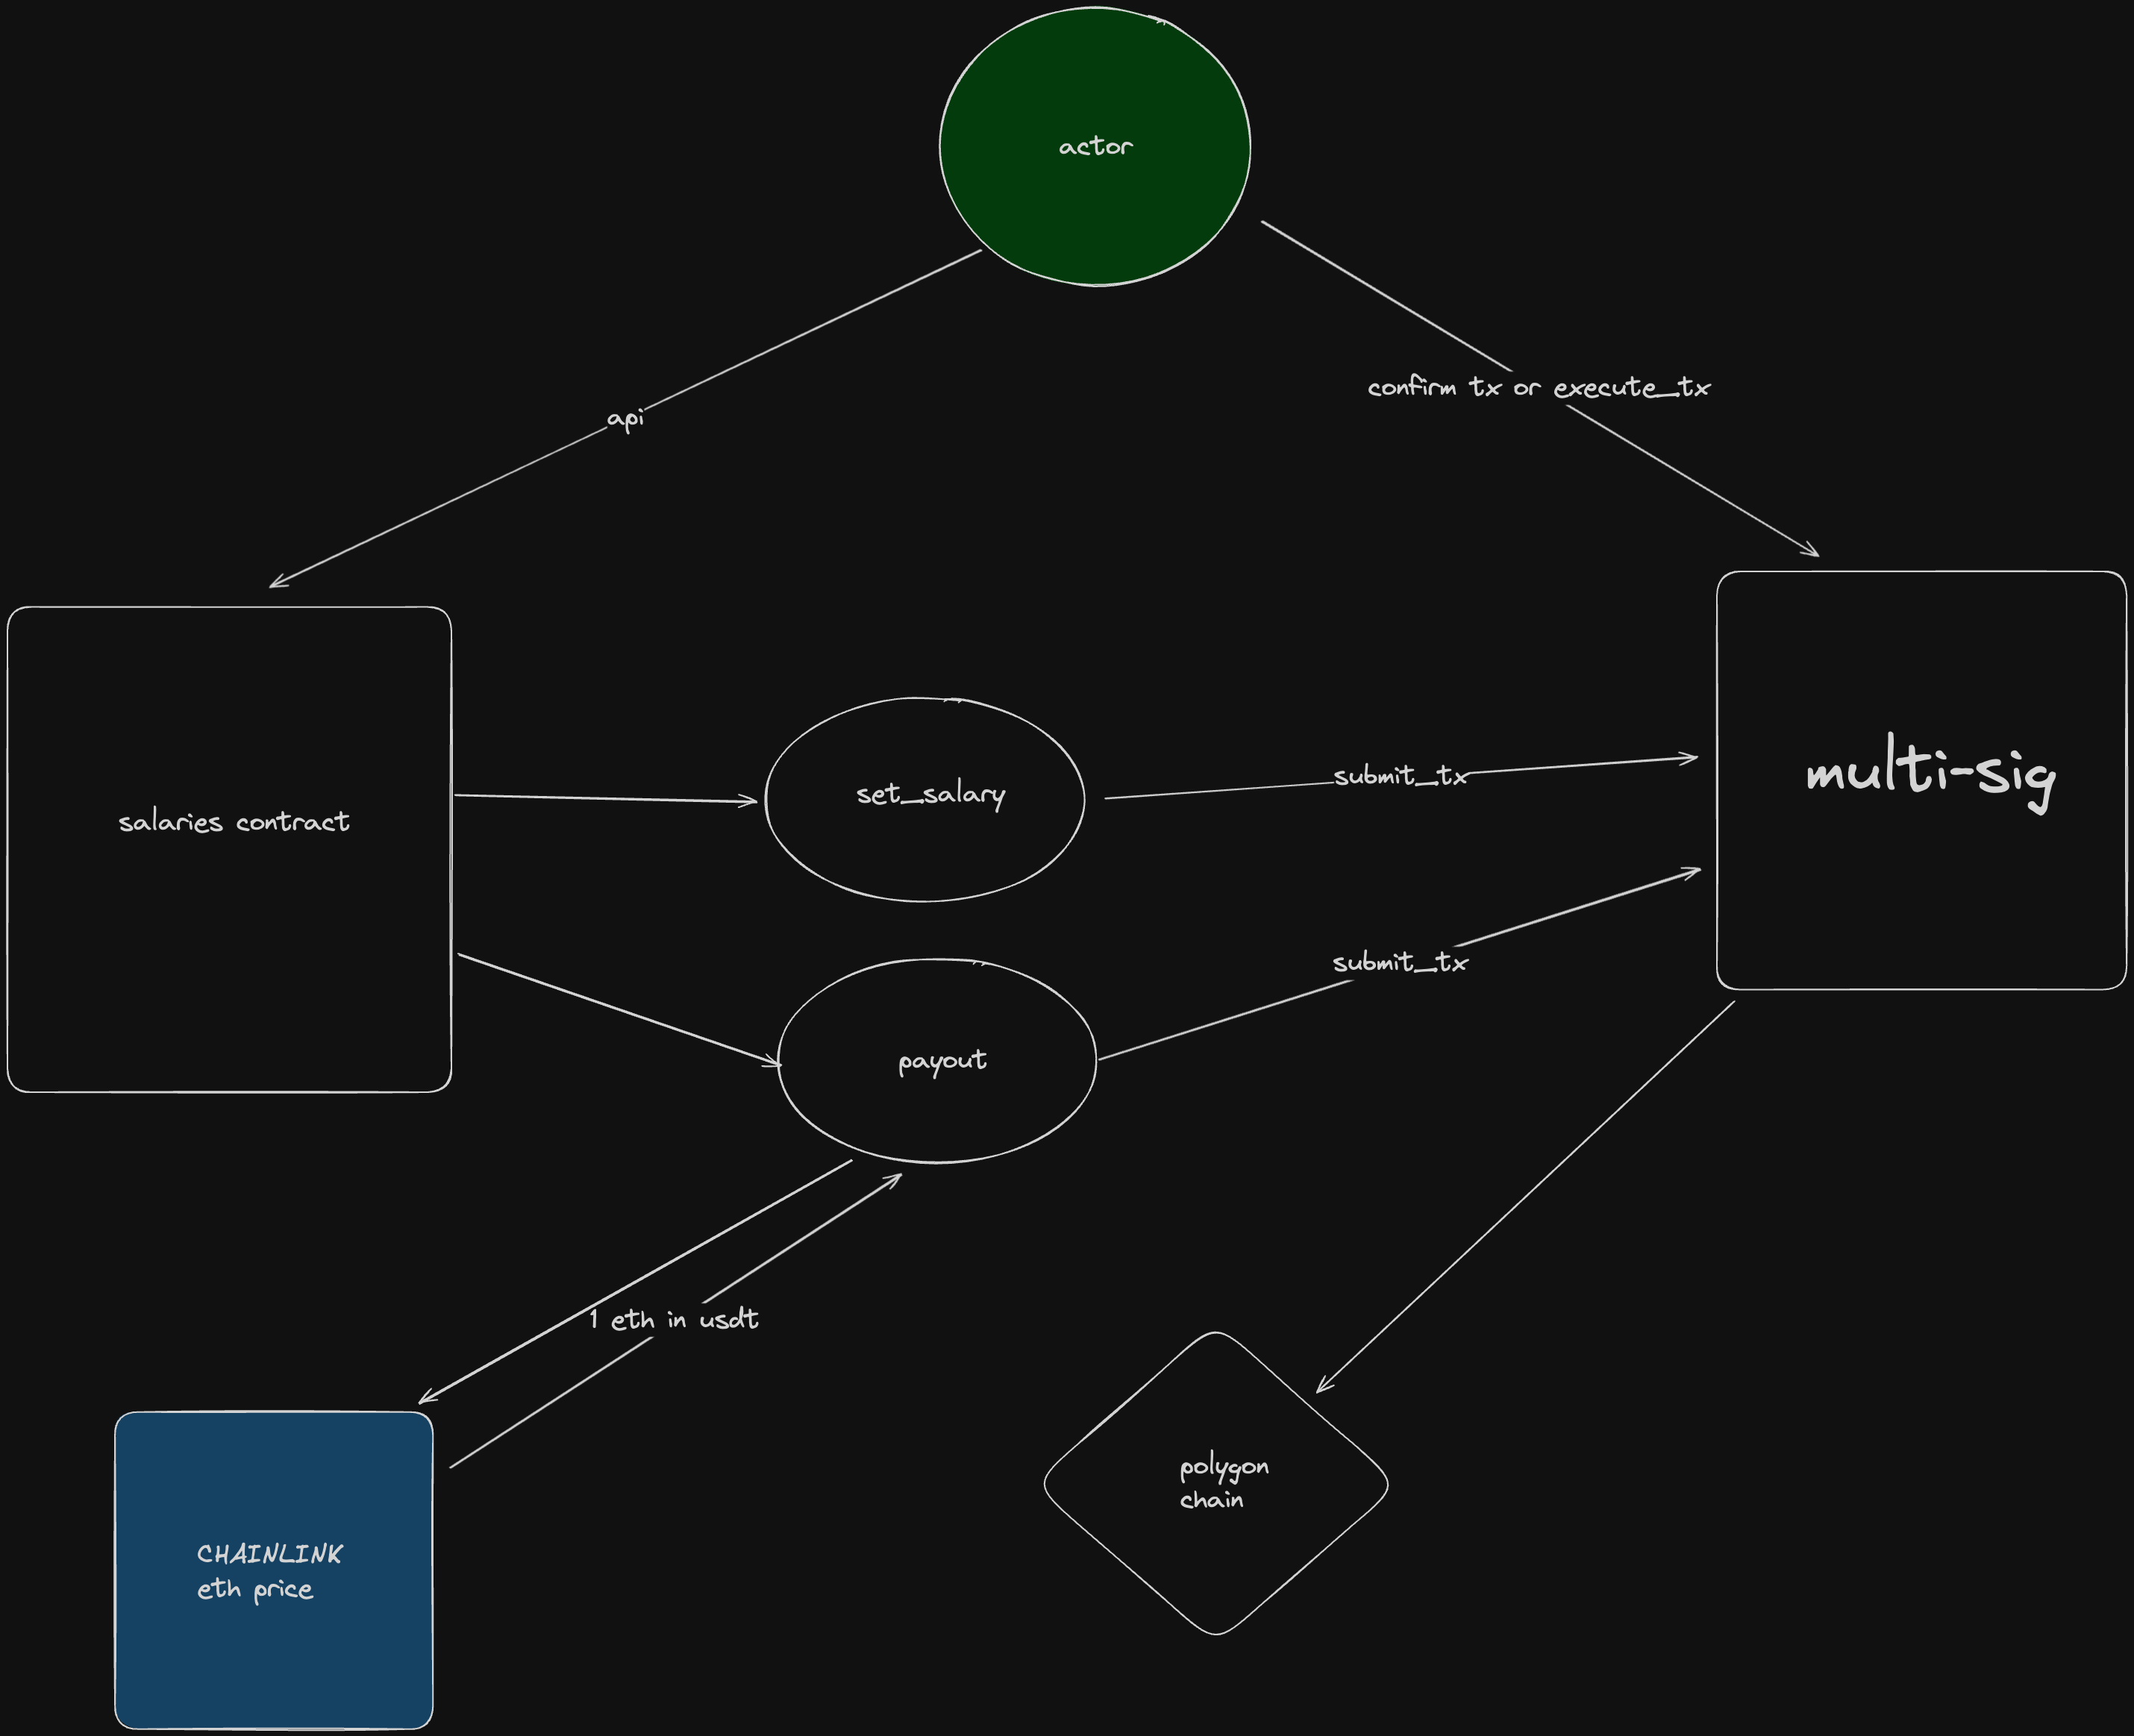 actor
confirm tx or execute_tx
api
submit_tx
multi-sig
set_salary
salaries contract
submit_tx
payout
1 eth in usdt
polygon
chain
CHAINLINK
eth price